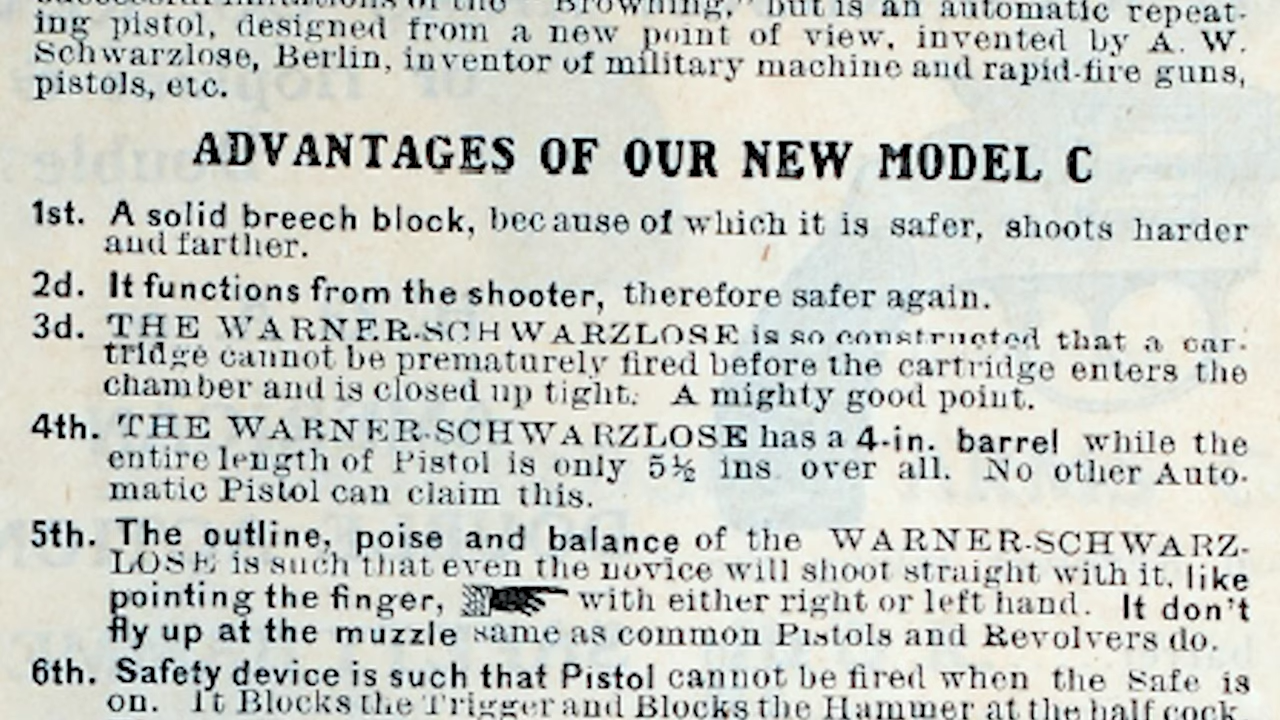 successful imitations of the "Browning," but is an automatic repeat-
ing pistol, designed from a new point of view, invented by A. W.
Schwarzlose, Berlin, inventor of military machine and rapid-fire guns,
pistols, etc.
ADVANTAGES OF OUR NEW MODEL C
1st. A solid breech block, because of which it is safer, shoots harder
and farther.
2d. It functions from the shooter, therefore safer again.
3d. THE WARNER-SCHWARZLOSE is so constructed that a car-
tridge cannot be prematurely fired before the cartridge enters the
chamber and is closed up tight. A mighty good point.
4th. THE WARNER-SCHWARZLOSE has a 4-in. barrel while the
entire length of Pistol is only 5½ ins. over all. No other Auto-
matic Pistol can claim this.
5th. The outline, poise and balance of the WARNER-SCHWARZ-
LOSE is such that even the novice will shoot straight with it, like
pointing the finger, with either right or left hand. It don't
fly up at the muzzle same as common Pistols and Revolvers do.
6th. Safety device is such that Pistol cannot be fired when the Safe is
on. It Blocks the Trigger and Blocks the Hammer at the half cock